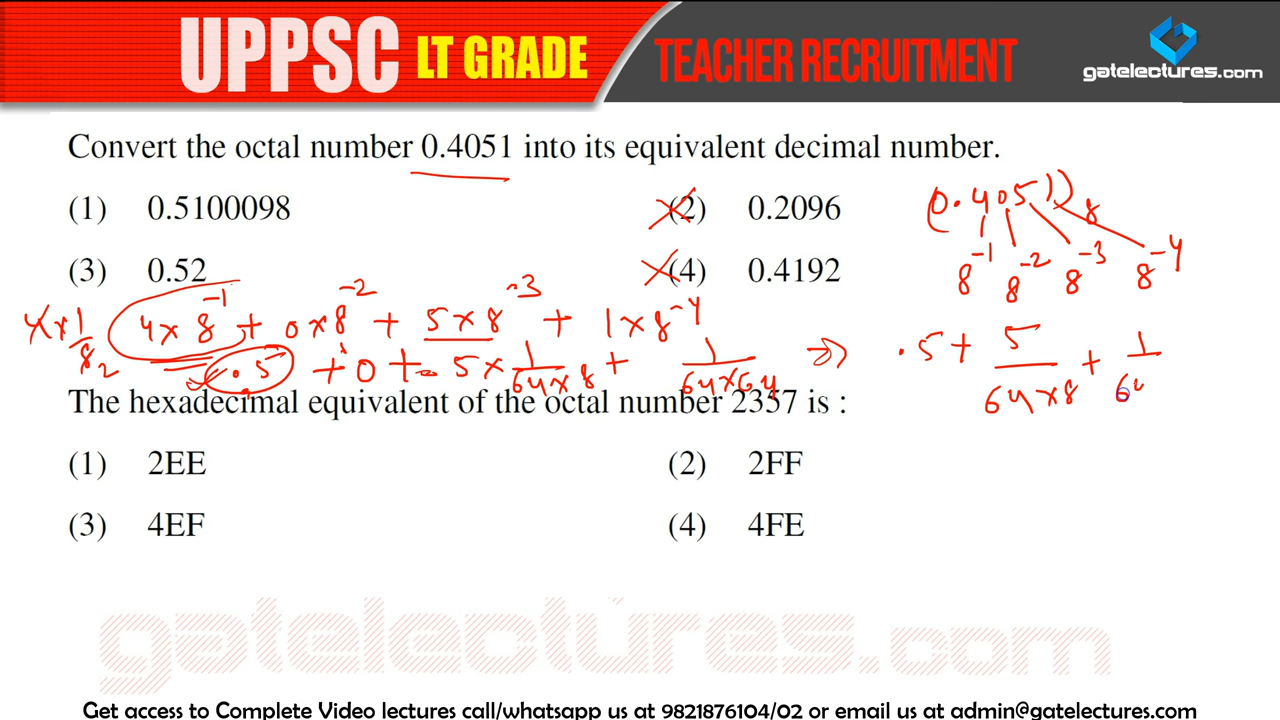 UPPSC LT GRADE TEACHER RECRUITMENT
gatelectures.com
Convert the octal number 0.4051 into its equivalent decimal number.
(1) 0.5100098 (2) 0.2096
(3) 0.52 (4) 0.4192
(0.4051)8
8-1 8-2 8-3 8-4
4×1/82 4×8-1 + 0×8-2 + 5×8-3 + 1×8-4
.5 + 0 + 5×1/64×8 + 1/64×64 ⇒ .5 + 5/64×8 + 1/64
The hexadecimal equivalent of the octal number 2357 is :
(1) 2EE (2) 2FF
(3) 4EF (4) 4FE
gatelectures.com
Get access to Complete Video lectures call/whatsapp us at 9821876104/02 or email us at admin@gatelectures.com